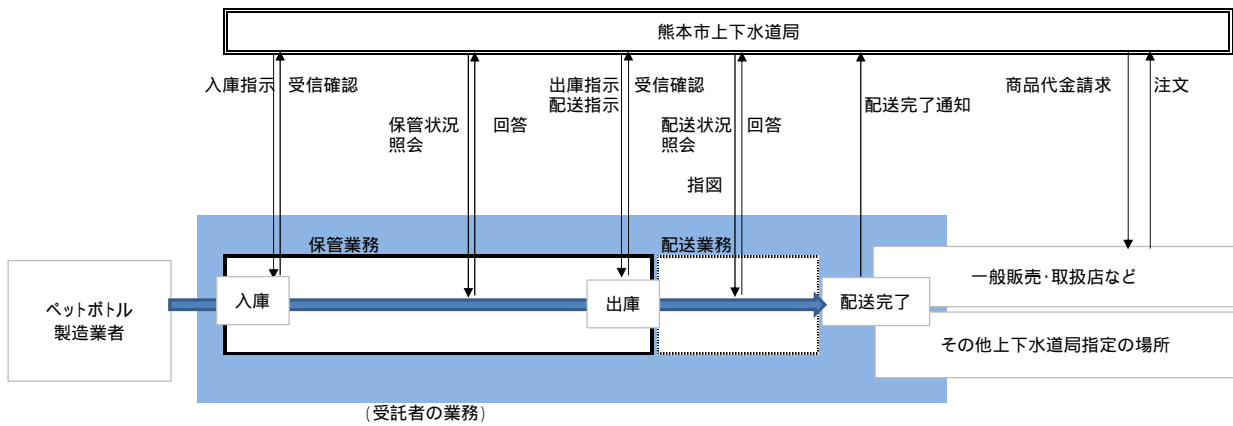 熊本市上下水道局
入庫指示
受信確認
保管状況
照会
回答
出庫指示
配送指示
受信確認
配送状況
照会
回答
指図
配送完了通知
商品代金請求
注文
保管業務
配送業務
ペットボトル
製造業者
入庫
出庫
配送完了
一般販売・取扱店など
その他上下水道局指定の場所
(受託者の業務)